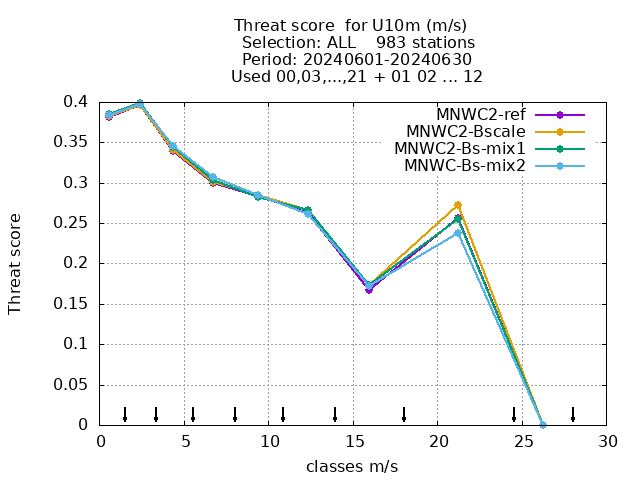 Threat score  for U10m (m/s)
Selection: ALL    983 stations
Period: 20240601-20240630
Used 00,03,...,21 + 01 02 ... 12
MNWC2-ref
MNWC2-Bscale
MNWC2-Bs-mix1
MNWC-Bs-mix2
Threat score
0.4
0.35
0.3
0.25
0.2
0.15
0.1
0.05
0
0 5 10 15 20 25 30
classes m/s